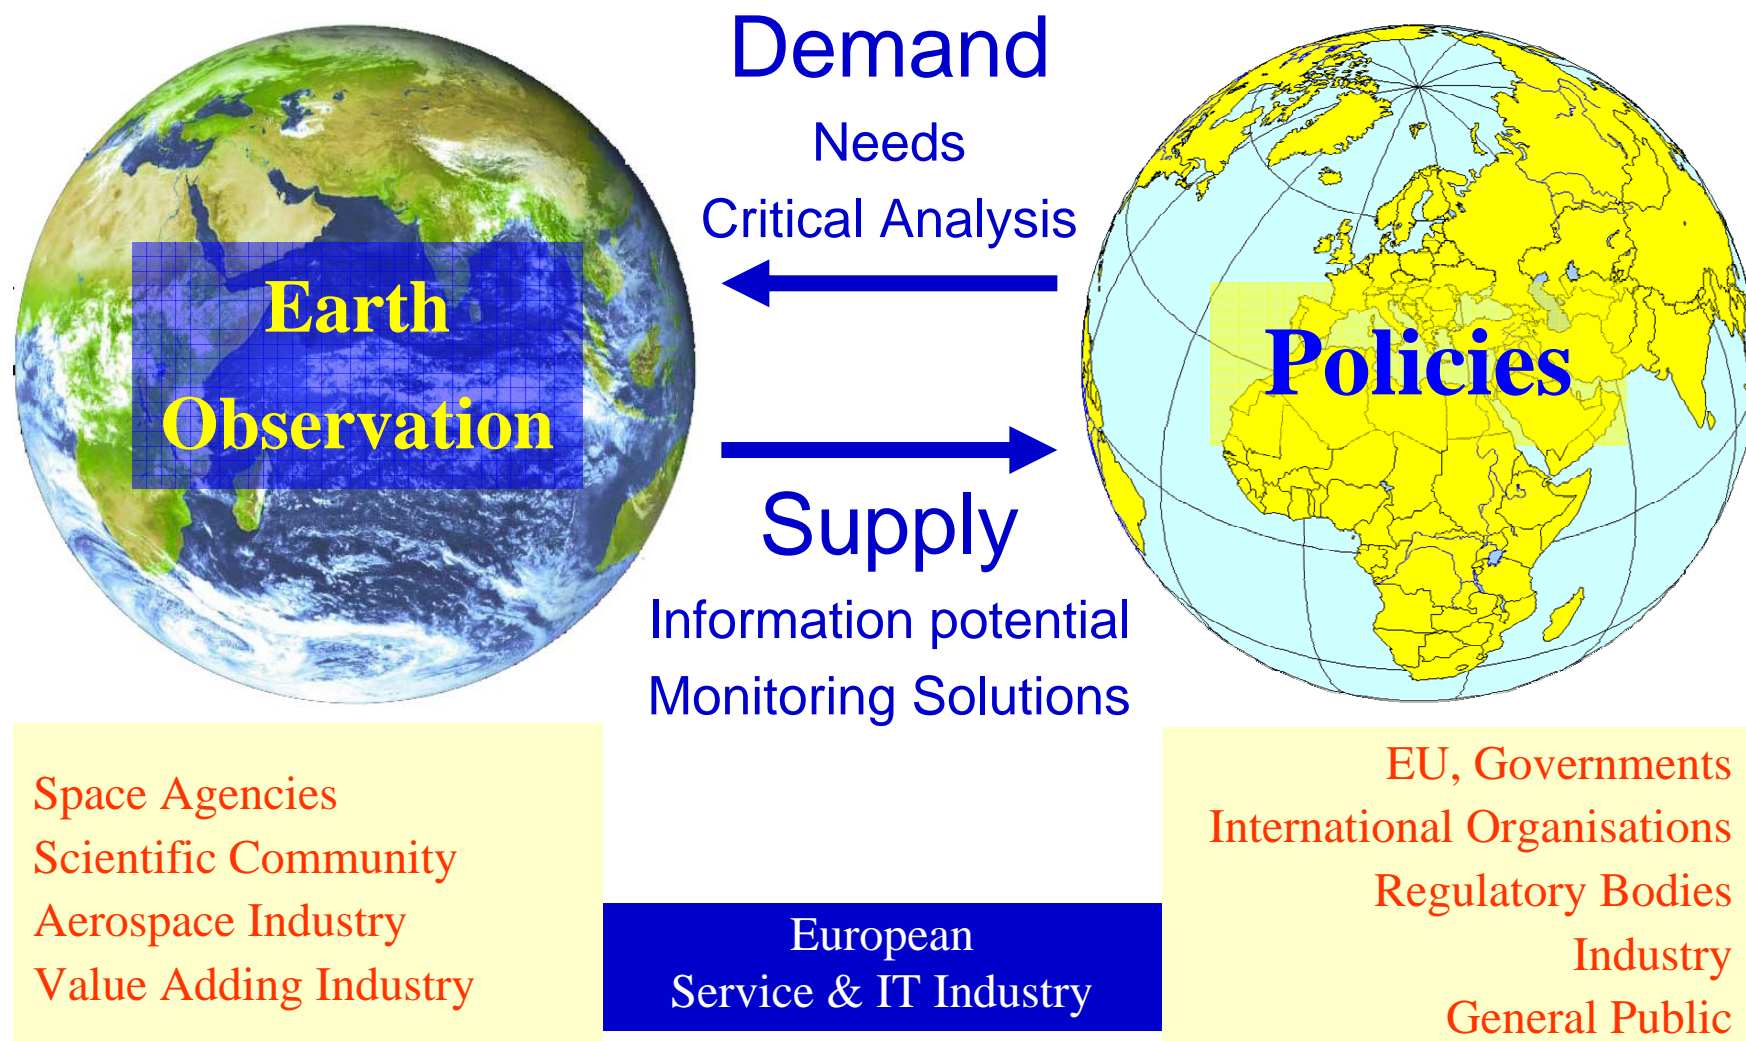 Demand
Needs
Critical Analysis
Earth
Observation
Policies
Supply
Information potential
Monitoring Solutions
Space Agencies
Scientific Community
Aerospace Industry
Value Adding Industry
European
Service & IT Industry
EU, Governments
International Organisations
Regulatory Bodies
Industry
General Public